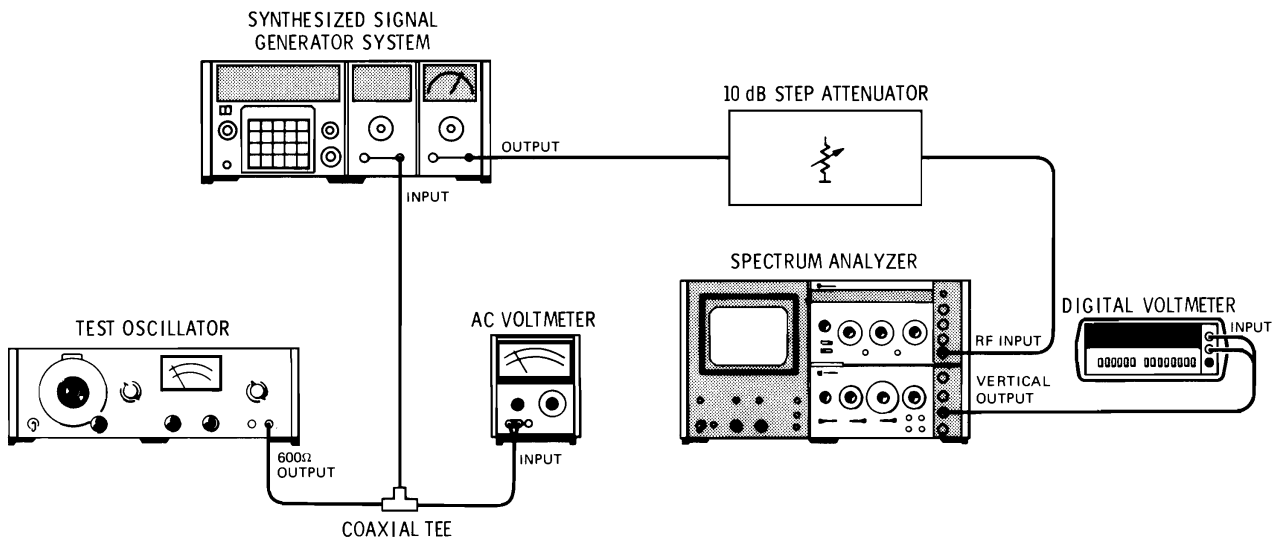 SYNTHESIZED SIGNAL
GENERATOR SYSTEM
10 dB STEP ATTENUATOR
OUTPUT
INPUT
SPECTRUM ANALYZER
DIGITAL VOLTMETER
INPUT
RF INPUT
VERTICAL
OUTPUT
TEST OSCILLATOR
AC VOLTMETER
600Ω
OUTPUT
INPUT
COAXIAL TEE